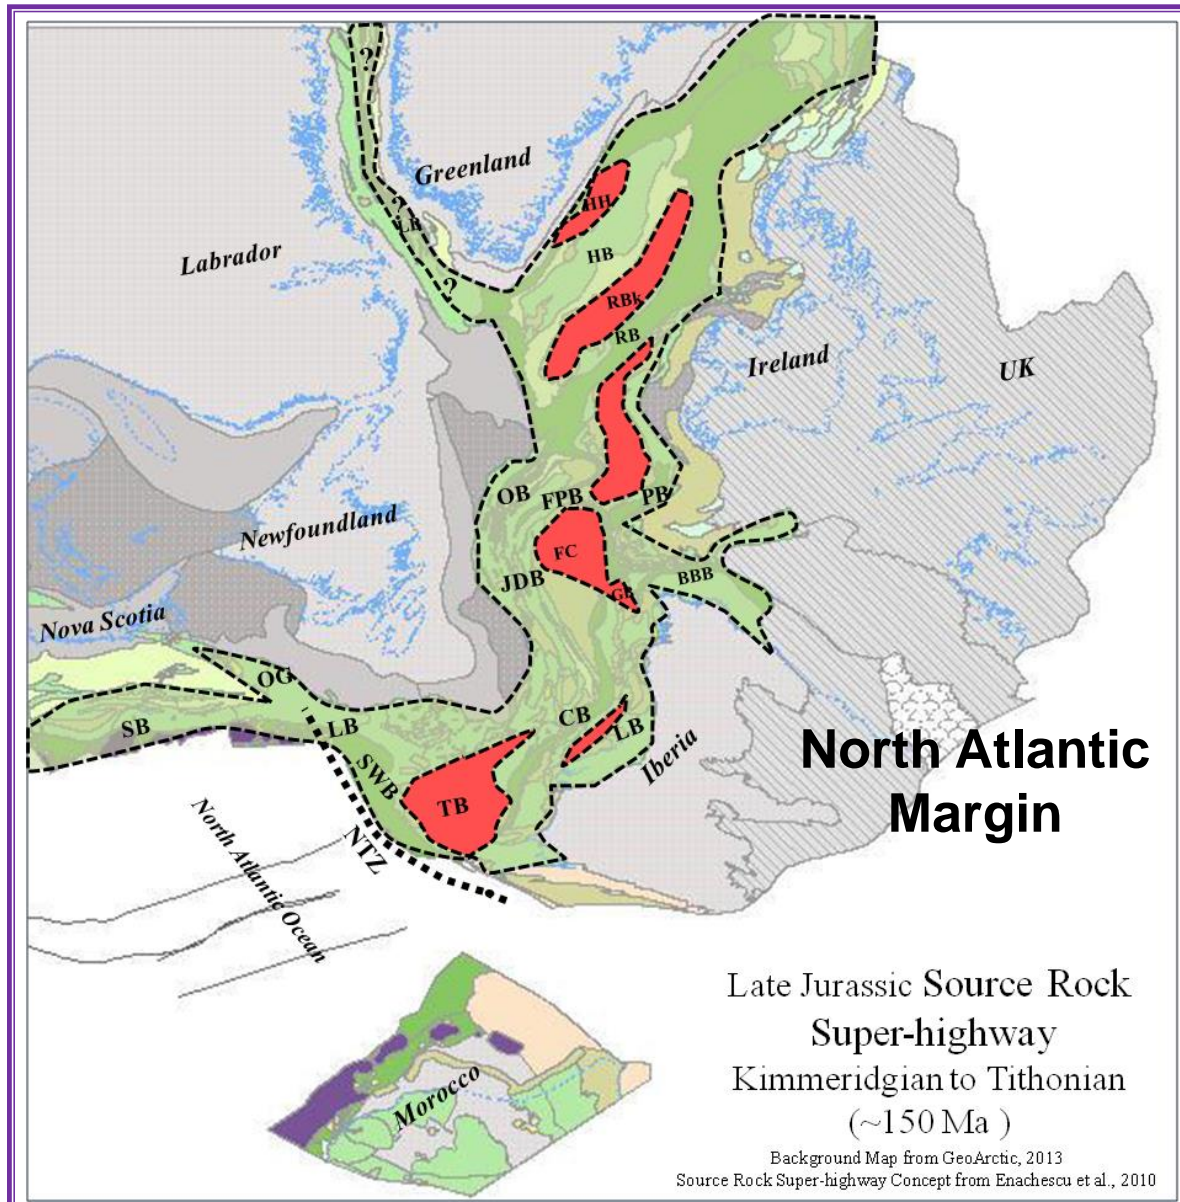 ?
Greenland
HH
LB
Labrador
HB
?
RBk
RB
Ireland
UK
OB
FPB
PB
Newfoundland
FC
JDB
BBB
GB
Nova Scotia
OG
CB
SB
LB
LB
Iberia
SWB
North Atlantic
Margin
TB
NTZ
North Atlantic Ocean
Morocco
Late Jurassic Source Rock
Super-highway
Kimmeridgian to Tithonian
(~150 Ma )
Background Map from GeoArctic, 2013
Source Rock Super-highway Concept from Enachescu et al., 2010